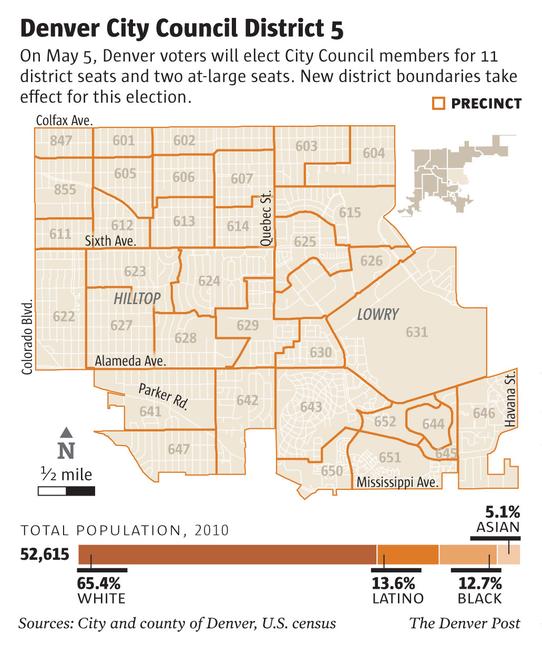 Denver City Council District 5
On May 5, Denver voters will elect City Council members for 11
district seats and two at-large seats. New district boundaries take
effect for this election.
PRECINCT
Colfax Ave.
847
601
602
603
604
605
606
607
855
615
613
612
614
611
Sixth Ave.
Quebec St.
625
626
623
624
HILLTOP
LOWRY
622
627
629
631
628
630
Colorado Blvd.
Alameda Ave.
Parker Rd.
641
642
643
652
644
646
Havana St.
647
645
651
650
Mississippi Ave.
N
1/2 mile
TOTAL POPULATION, 2010
52,615
5.1%
ASIAN
65.4%
WHITE
13.6%
LATINO
12.7%
BLACK
Sources: City and county of Denver, U.S. census
The Denver Post